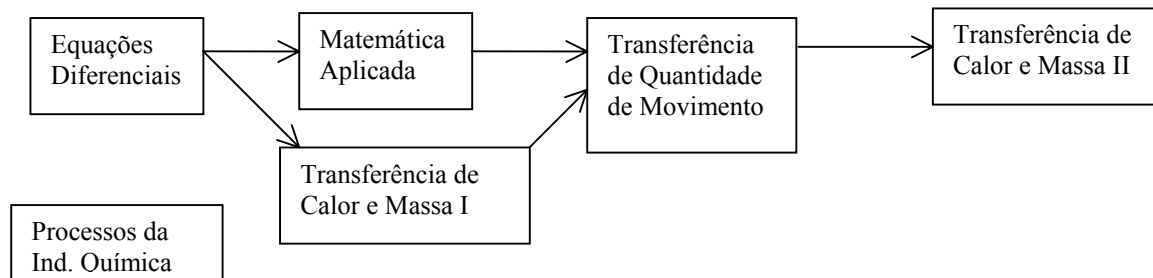 Equações
Diferenciais
Matemática
Aplicada
Transferência
de Quantidade
de Movimento
Transferência de
Calor e Massa II
Transferência de
Calor e Massa I
Processos da
Ind. Química